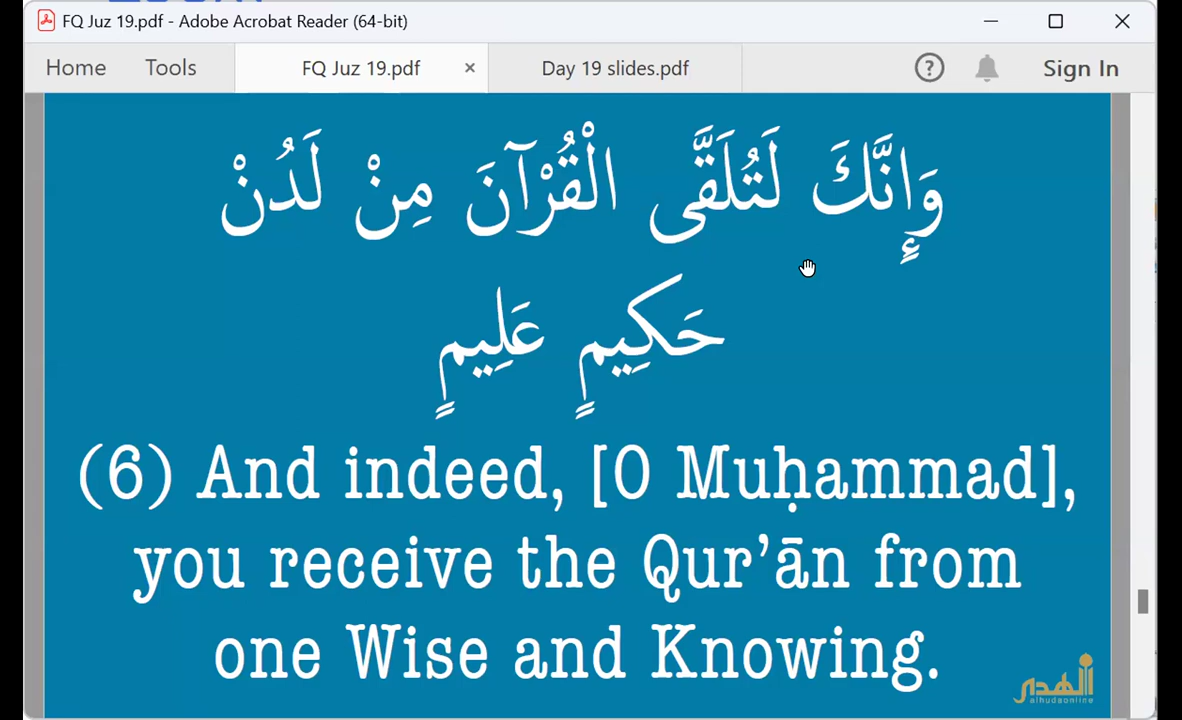 FQ Juz 19.pdf - Adobe Acrobat Reader (64-bit)
Home Tools FQ Juz 19.pdf × Day 19 slides.pdf ? Sign In
وَإِنَّكَ لَتُلَقَّى الْقُرْآنَ مِنْ لَدُنْ
حَكِيمٍ عَلِيمٍ
(6) And indeed, [O Muḥammad],
you receive the Qur’ān from
one Wise and Knowing.
الهدى
alhudaonline